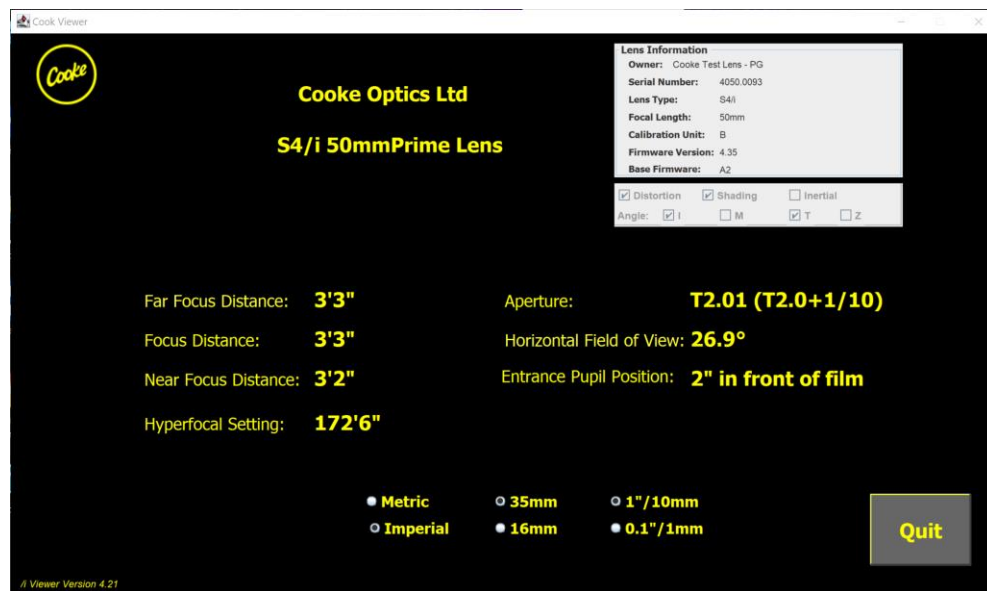 Cook Viewer
Cooke
Cooke Optics Ltd
S4/i 50mmPrime Lens
Lens Information
Owner: Cooke Test Lens - PG
Serial Number: 4050.0093
Lens Type: S4/i
Focal Length: 50mm
Calibration Unit: B
Firmware Version: 4.35
Base Firmware: A2
Distortion Shading Inertial
Angle: I M T Z
Far Focus Distance: 3'3"
Aperture: T2.01 (T2.0+1/10)
Focus Distance: 3'3"
Horizontal Field of View: 26.9°
Near Focus Distance: 3'2"
Entrance Pupil Position: 2" in front of film
Hyperfocal Setting: 172'6"
Metric 35mm 1"/10mm
Imperial 16mm 0.1"/1mm
Quit
/i Viewer Version 4.21